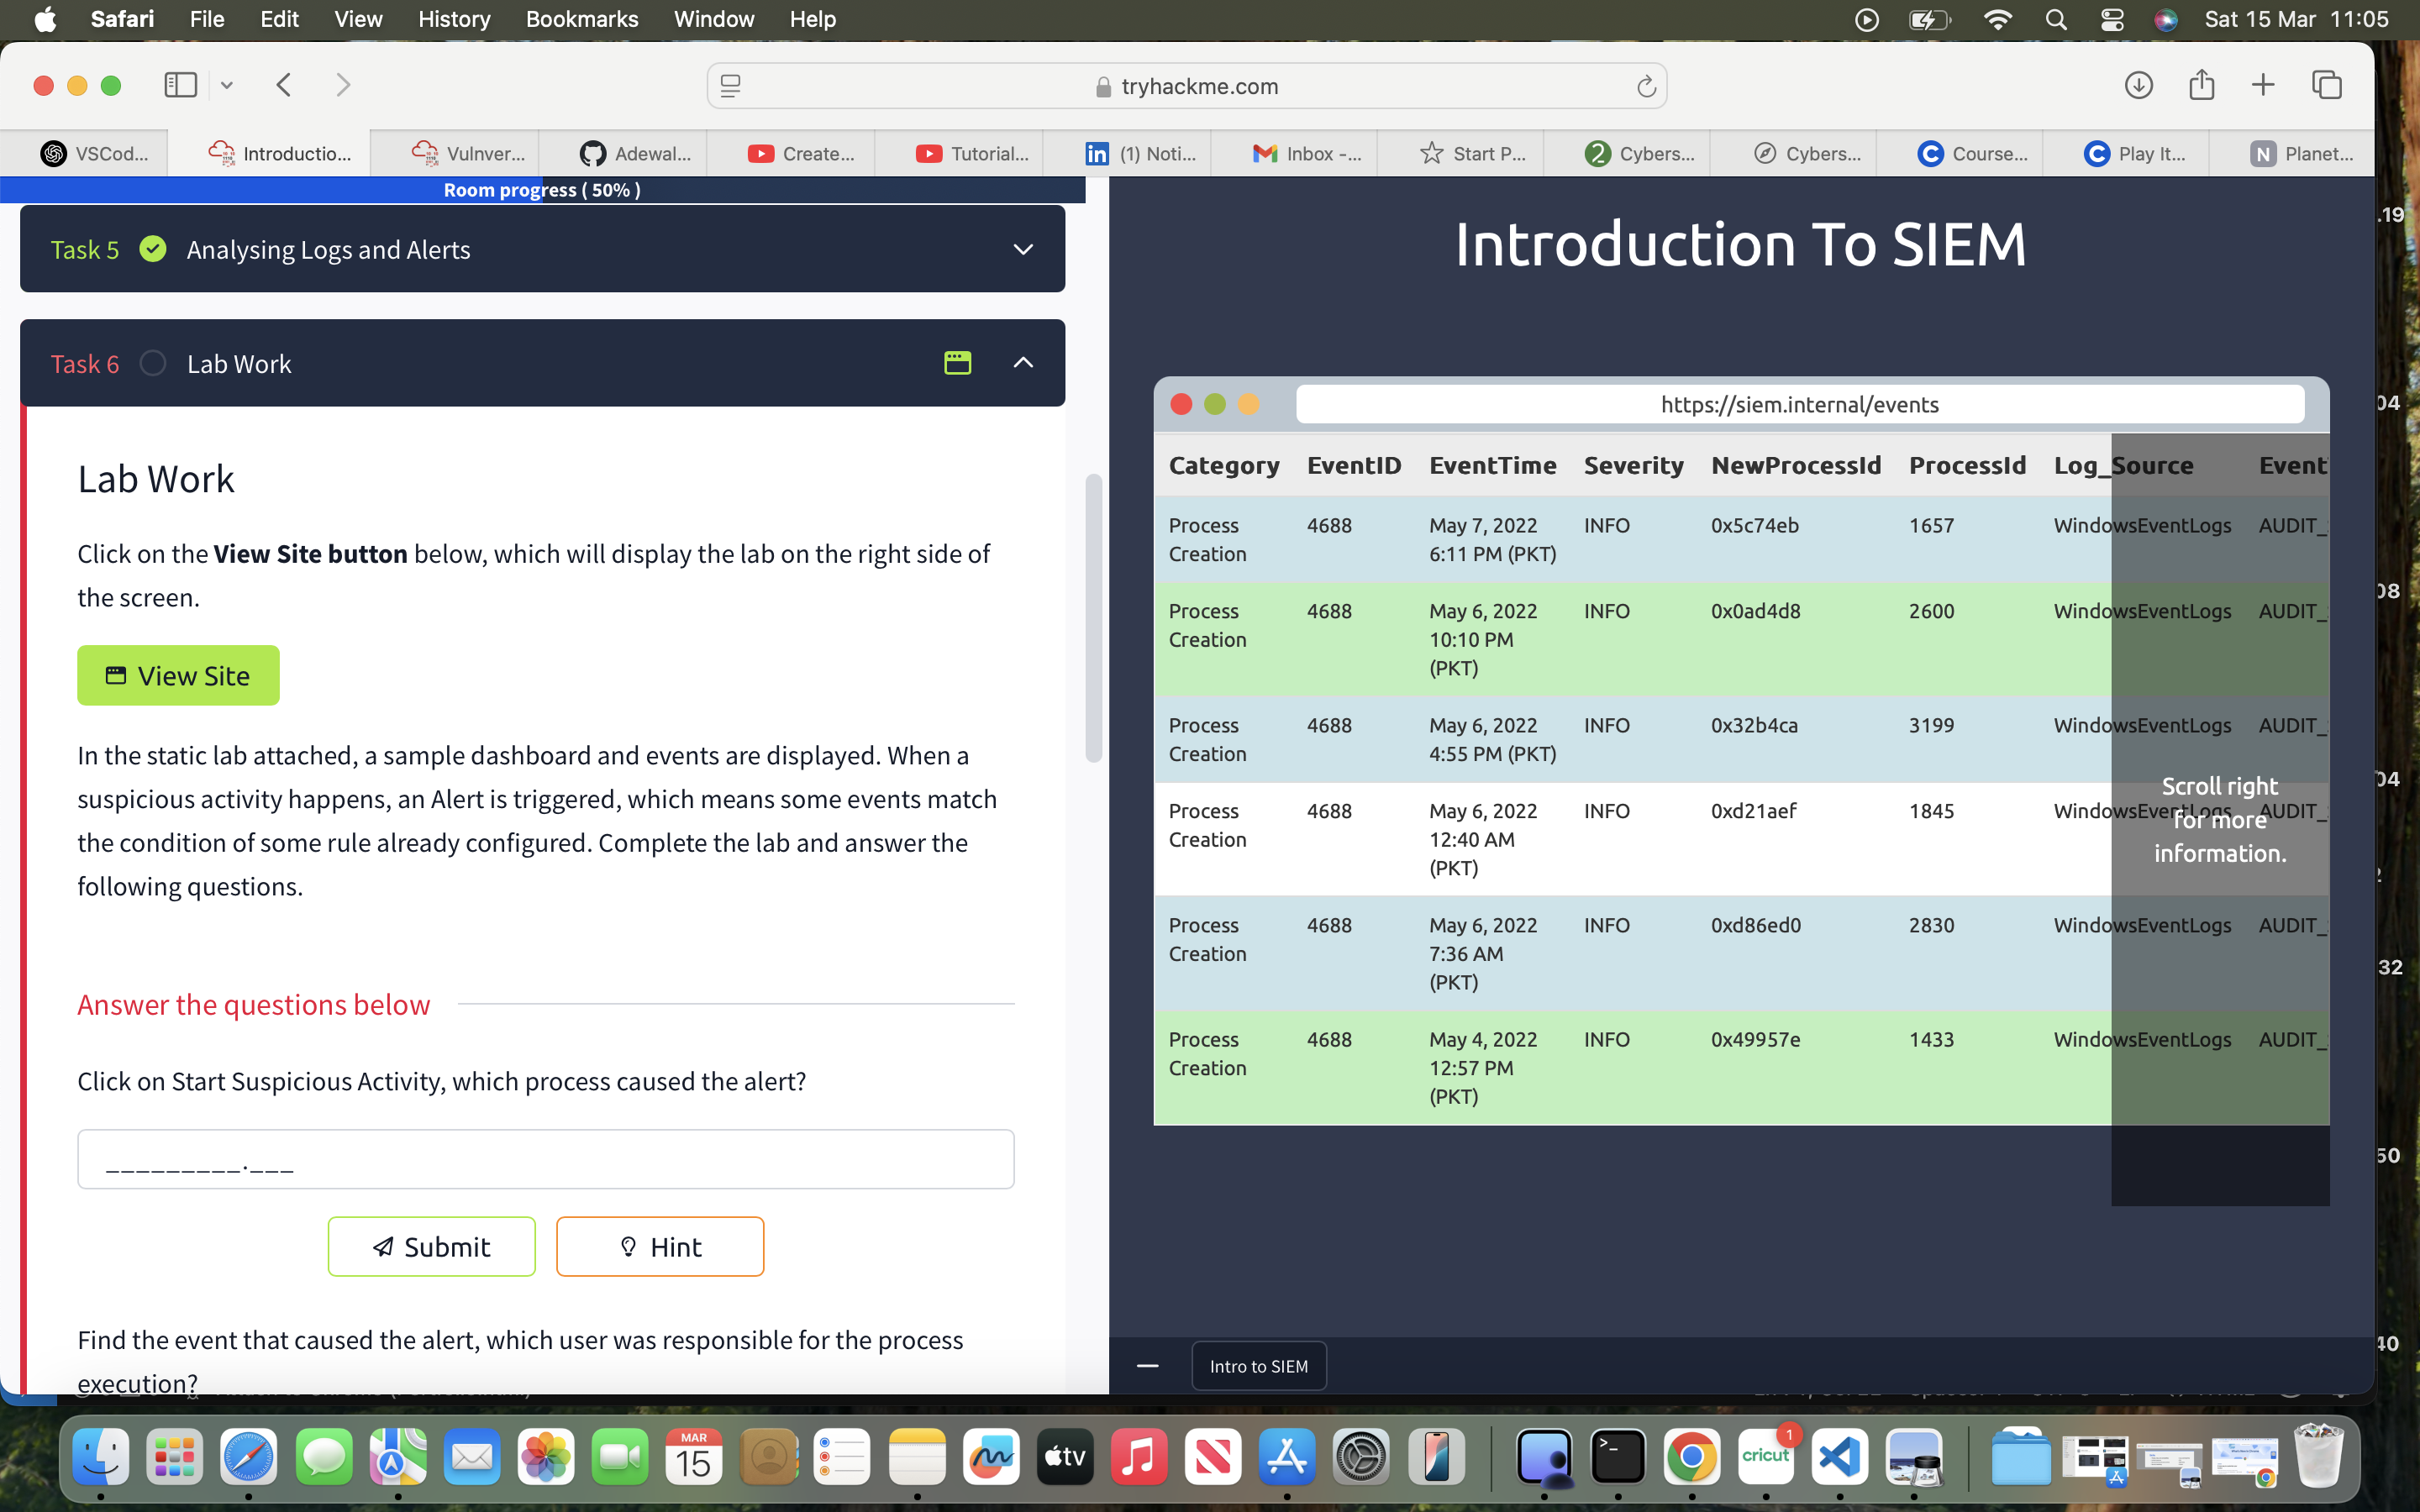 Safari File Edit View History Bookmarks Window Help Sat 15 Mar 11:05
tryhackme.com
VSCod... Introductio... Vulnver... Adewal... Create... Tutorial... (1) Noti... Inbox -... Start P... Cybers... Cybers... Course... Play It... Planet...
Room progress ( 50% )
Task 5 Analysing Logs and Alerts
Task 6 Lab Work
Lab Work
Click on the View Site button below, which will display the lab on the right side of
the screen.
View Site
In the static lab attached, a sample dashboard and events are displayed. When a
suspicious activity happens, an Alert is triggered, which means some events match
the condition of some rule already configured. Complete the lab and answer the
following questions.
Answer the questions below
Click on Start Suspicious Activity, which process caused the alert?
_________.___
Submit Hint
Find the event that caused the alert, which user was responsible for the process
execution?
Introduction To SIEM
https://siem.internal/events
Category EventID EventTime Severity NewProcessId ProcessId Log_Source Event
Process 4688 May 7, 2022 INFO 0x5c74eb 1657 WindowsEventLogs AUDIT_
Creation 6:11 PM (PKT)
Process 4688 May 6, 2022 INFO 0x0ad4d8 2600 WindowsEventLogs AUDIT_
Creation 10:10 PM
(PKT)
Process 4688 May 6, 2022 INFO 0x32b4ca 3199 WindowsEventLogs AUDIT_
Creation 4:55 PM (PKT)
Process 4688 May 6, 2022 INFO 0xd21aef 1845 WindowsEventLogs AUDIT_
Creation 12:40 AM
(PKT)
Process 4688 May 6, 2022 INFO 0xd86ed0 2830 WindowsEventLogs AUDIT_
Creation 7:36 AM
(PKT)
Process 4688 May 4, 2022 INFO 0x49957e 1433 WindowsEventLogs AUDIT_
Creation 12:57 PM
(PKT)
Scroll right
for more
information.
Intro to SIEM
.19
04
08
04
32
50
40
MAR
15
tv
cricut
1